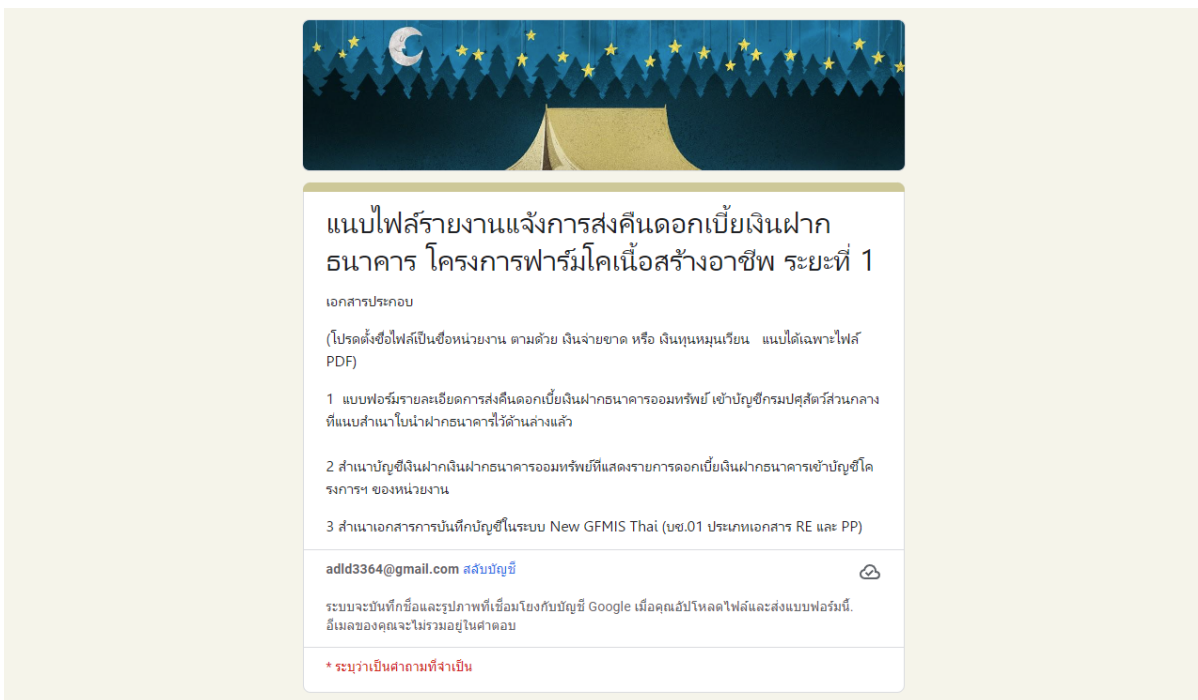 แนบไฟล์รายงานแจ้งการส่งคืนดอกเบี้ยเงินฝาก
ธนาคาร โครงการฟาร์มโคเนื้อสร้างอาชีพ ระยะที่ 1
เอกสารประกอบ
(โปรดตั้งชื่อไฟล์เป็นชื่อหน่วยงาน ตามด้วย เงินจ่ายขาด หรือ เงินทุนหมุนเวียน แนบได้เฉพาะไฟล์
PDF)
1 แบบฟอร์มรายละเอียดการส่งคืนดอกเบี้ยเงินฝากธนาคารออมทรัพย์ เข้าบัญชีกรมปศุสัตว์ส่วนกลาง
ที่แนบสำเนาใบนำฝากธนาคารไว้ด้านล่างแล้ว
2 สำเนาบัญชีเงินฝากเงินฝากธนาคารออมทรัพย์ที่แสดงรายการดอกเบี้ยเงินฝากธนาคารเข้าบัญชีโค
รงการฯ ของหน่วยงาน
3 สำเนาเอกสารการบันทึกบัญชีในระบบ New GFMIS Thai (บช.01 ประเภทเอกสาร RE และ PP)
adld3364@gmail.com สลับบัญชี
ระบบจะบันทึกชื่อและรูปภาพที่เชื่อมโยงกับบัญชี Google เมื่อคุณอัปโหลดไฟล์และส่งแบบฟอร์มนี้.
อีเมลของคุณจะไม่รวมอยู่ในคำตอบ
* ระบุว่าเป็นคำถามที่จำเป็น